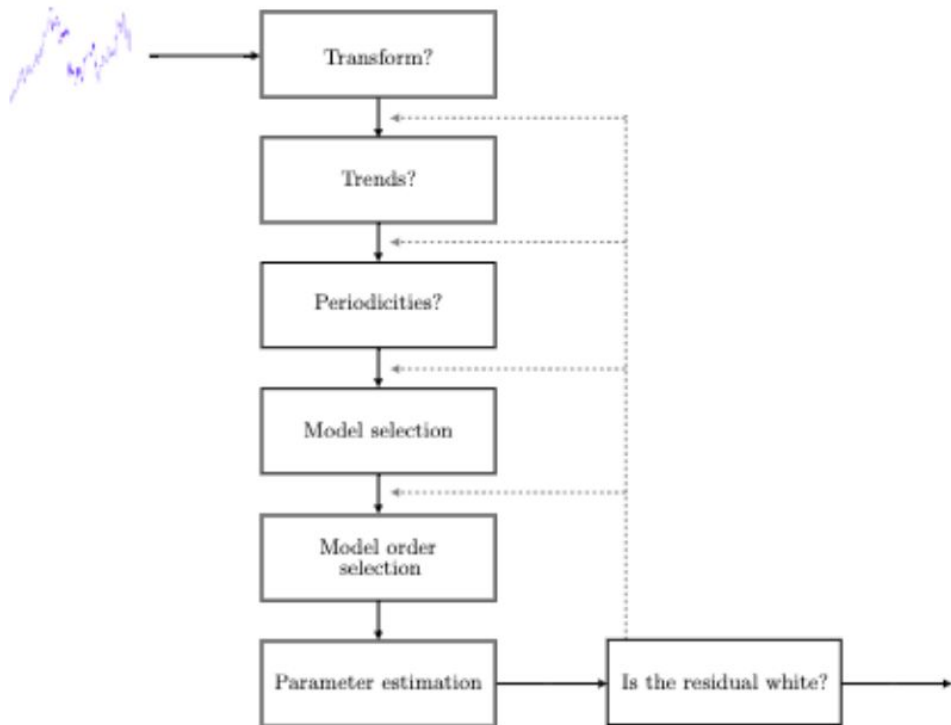 Transform?
Trends?
Periodicities?
Model selection
Model order
selection
Parameter estimation
Is the residual white?